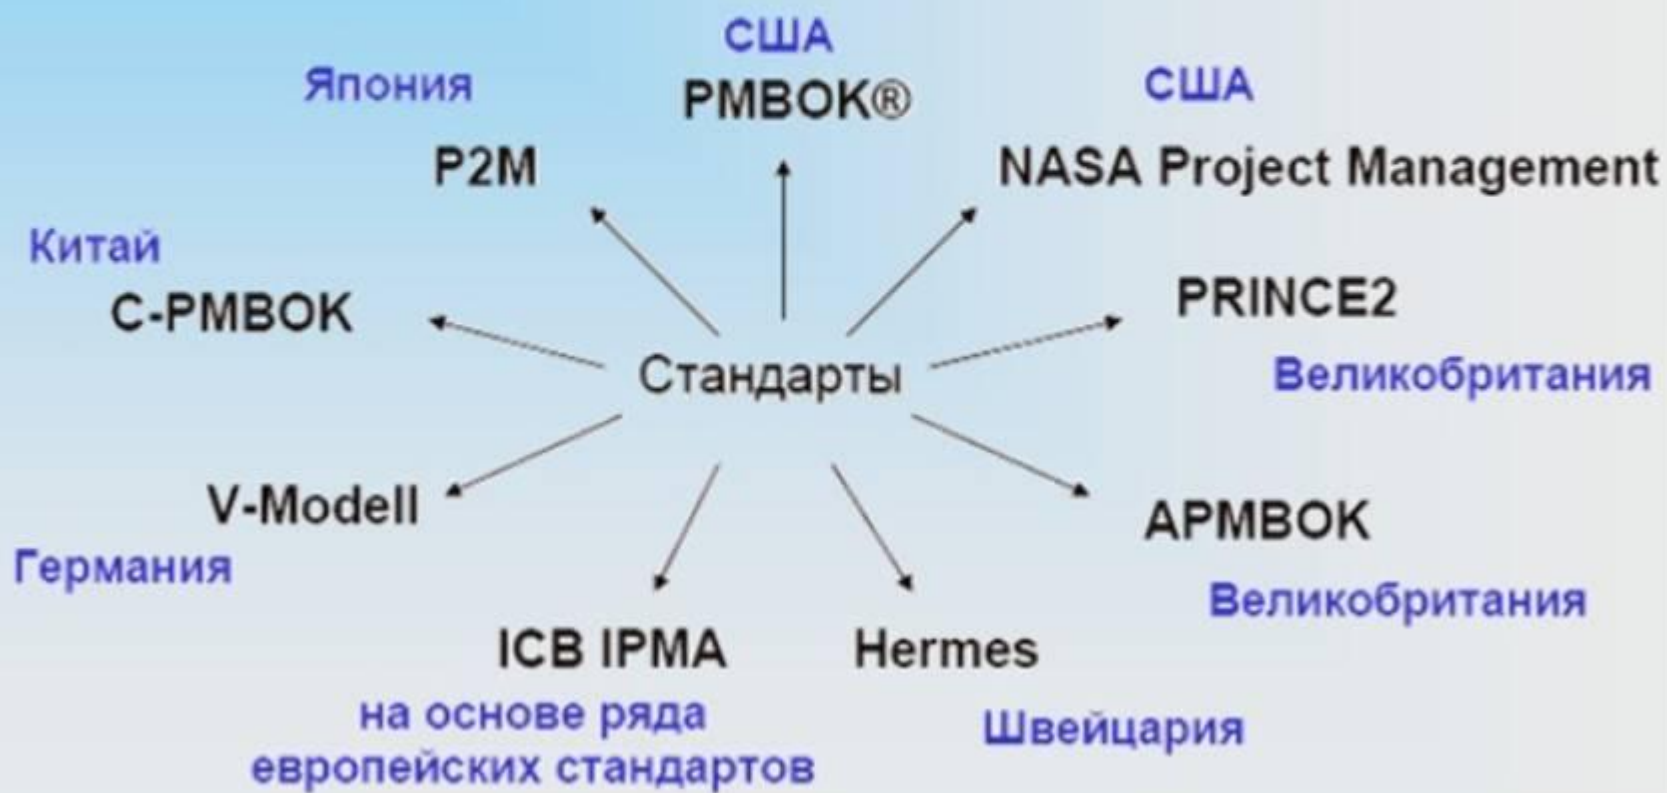 США
PMBOK®
Япония
P2M
США
NASA Project Management
Китай
C-PMBOK
PRINCE2
Великобритания
Стандарты
V-Modell
Германия
APMBOK
Великобритания
ICB IPMA
на основе ряда
европейских стандартов
Hermes
Швейцария